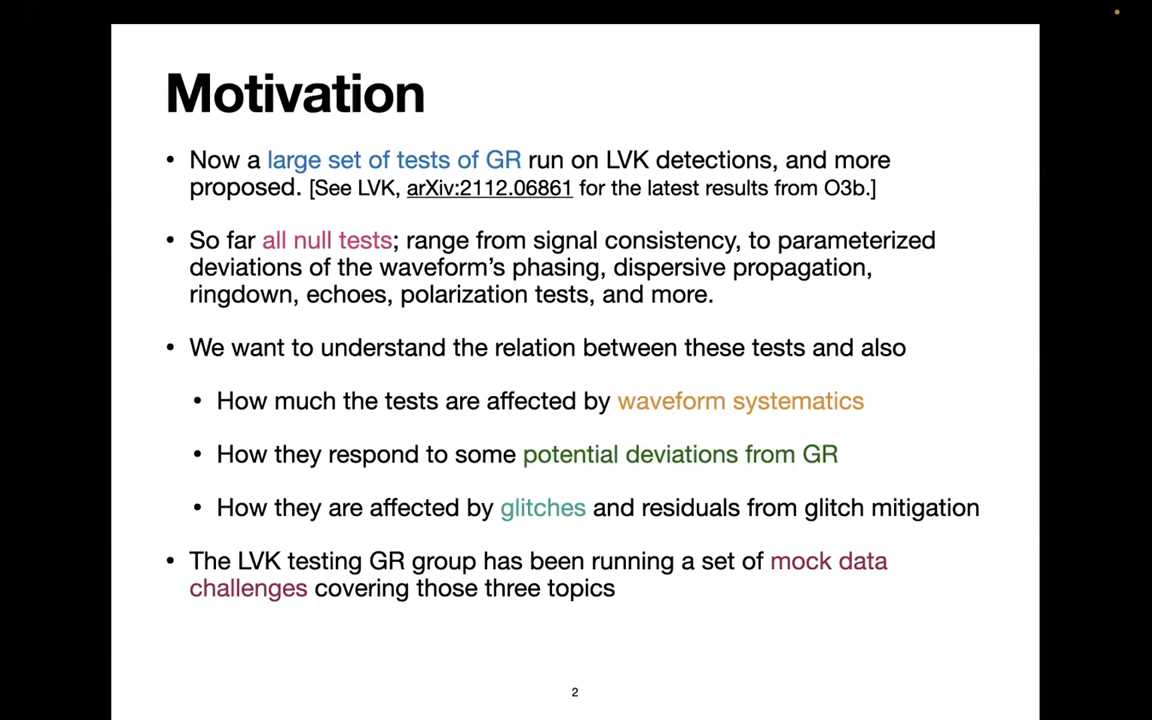 Motivation
• Now a large set of tests of GR run on LVK detections, and more
proposed. [See LVK, arXiv:2112.06861 for the latest results from O3b.]
• So far all null tests; range from signal consistency, to parameterized
deviations of the waveform’s phasing, dispersive propagation,
ringdown, echoes, polarization tests, and more.
• We want to understand the relation between these tests and also
• How much the tests are affected by waveform systematics
• How they respond to some potential deviations from GR
• How they are affected by glitches and residuals from glitch mitigation
• The LVK testing GR group has been running a set of mock data
challenges covering those three topics
2